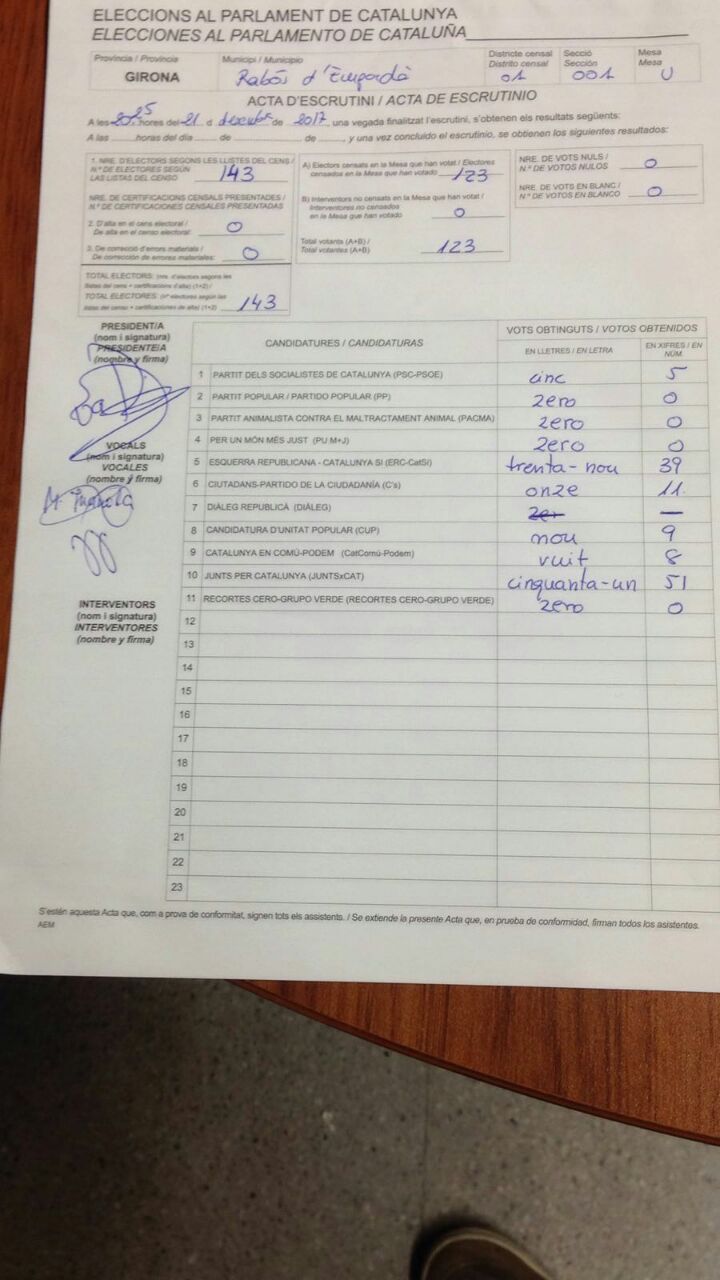 ELECCIONS AL PARLAMENT DE CATALUNYA
ELECCIONES AL PARLAMENTO DE CATALUÑA
Província / Provincia
GIRONA
Municipi / Municipio
Rabós d'Empordà
Districte censal
Distrito censal
01
Secció
Sección
001
Mesa
Mesa
U
ACTA D'ESCRUTINI / ACTA DE ESCRUTINIO
A les 20:25 hores del 21 d desembre de 2017 una vegada finalitzat l'escrutini, s'obtenen els resultats següents:
A las ......horas del día ...... de ...... de ......, y una vez concluido el escrutinio, se obtienen los siguientes resultados:
1. NRE. D'ELECTORS SEGONS LES LLISTES DEL CENS /
N.º DE ELECTORES SEGÚN
LAS LISTAS DEL CENSO
143
NRE. DE CERTIFICACIONS CENSALS PRESENTADES /
N.º DE CERTIFICACIONES CENSALES PRESENTADAS
2. D'alta en el cens electoral /
De alta en el censo electoral:
0
3. De correcció d'errors materials /
De corrección de errores materiales:
0
TOTAL ELECTORS: (nre. d'electors segons les
llistes del cens + certificacions d'alta) (1+2) /
TOTAL ELECTORES: (nº electores según las
listas del censo + certificaciones de alta) (1+2)
143
A) Electors censats en la Mesa que han votat / Electores
censados en la Mesa que han votado
123
B) Interventors no censats en la Mesa que han votat /
Interventores no censados
en la Mesa que han votado
0
Total votants (A+B) /
Total votantes (A+B)
123
NRE. DE VOTS NULS /
N.º DE VOTOS NULOS
0
NRE. DE VOTS EN BLANC /
N.º DE VOTOS EN BLANCO
0
PRESIDENT/A
(nom i signatura)
PRESIDENTE/A
(nombre y firma)
VOCALS
(nom i signatura)
VOCALES
(nombre y firma)
INTERVENTORS
(nom i signatura)
INTERVENTORES
(nombre y firma)
CANDIDATURES / CANDIDATURAS
VOTS OBTINGUTS / VOTOS OBTENIDOS
EN LLETRES / EN LETRA
EN XIFRES / EN NÚM.
1 PARTIT DELS SOCIALISTES DE CATALUNYA (PSC-PSOE) cinc 5
2 PARTIT POPULAR / PARTIDO POPULAR (PP) zero 0
3 PARTIT ANIMALISTA CONTRA EL MALTRACTAMENT ANIMAL (PACMA) zero 0
4 PER UN MÓN MÉS JUST (PU M+J) zero 0
5 ESQUERRA REPUBLICANA - CATALUNYA SÍ (ERC-CatSí) trenta-nou 39
6 CIUTADANS-PARTIDO DE LA CIUDADANÍA (C's) onze 11
7 DIÀLEG REPUBLICÀ (DIÀLEG) —
8 CANDIDATURA D'UNITAT POPULAR (CUP) nou 9
9 CATALUNYA EN COMÚ-PODEM (CatComú-Podem) vuit 8
10 JUNTS PER CATALUNYA (JUNTSxCAT) cinquanta-un 51
11 RECORTES CERO-GRUPO VERDE (RECORTES CERO-GRUPO VERDE) zero 0
12
13
14
15
16
17
18
19
20
21
22
23
S'estén aquesta Acta que, com a prova de conformitat, signen tots els assistents. / Se extiende la presente Acta que, en prueba de conformidad, firman todos los asistentes.
AEM